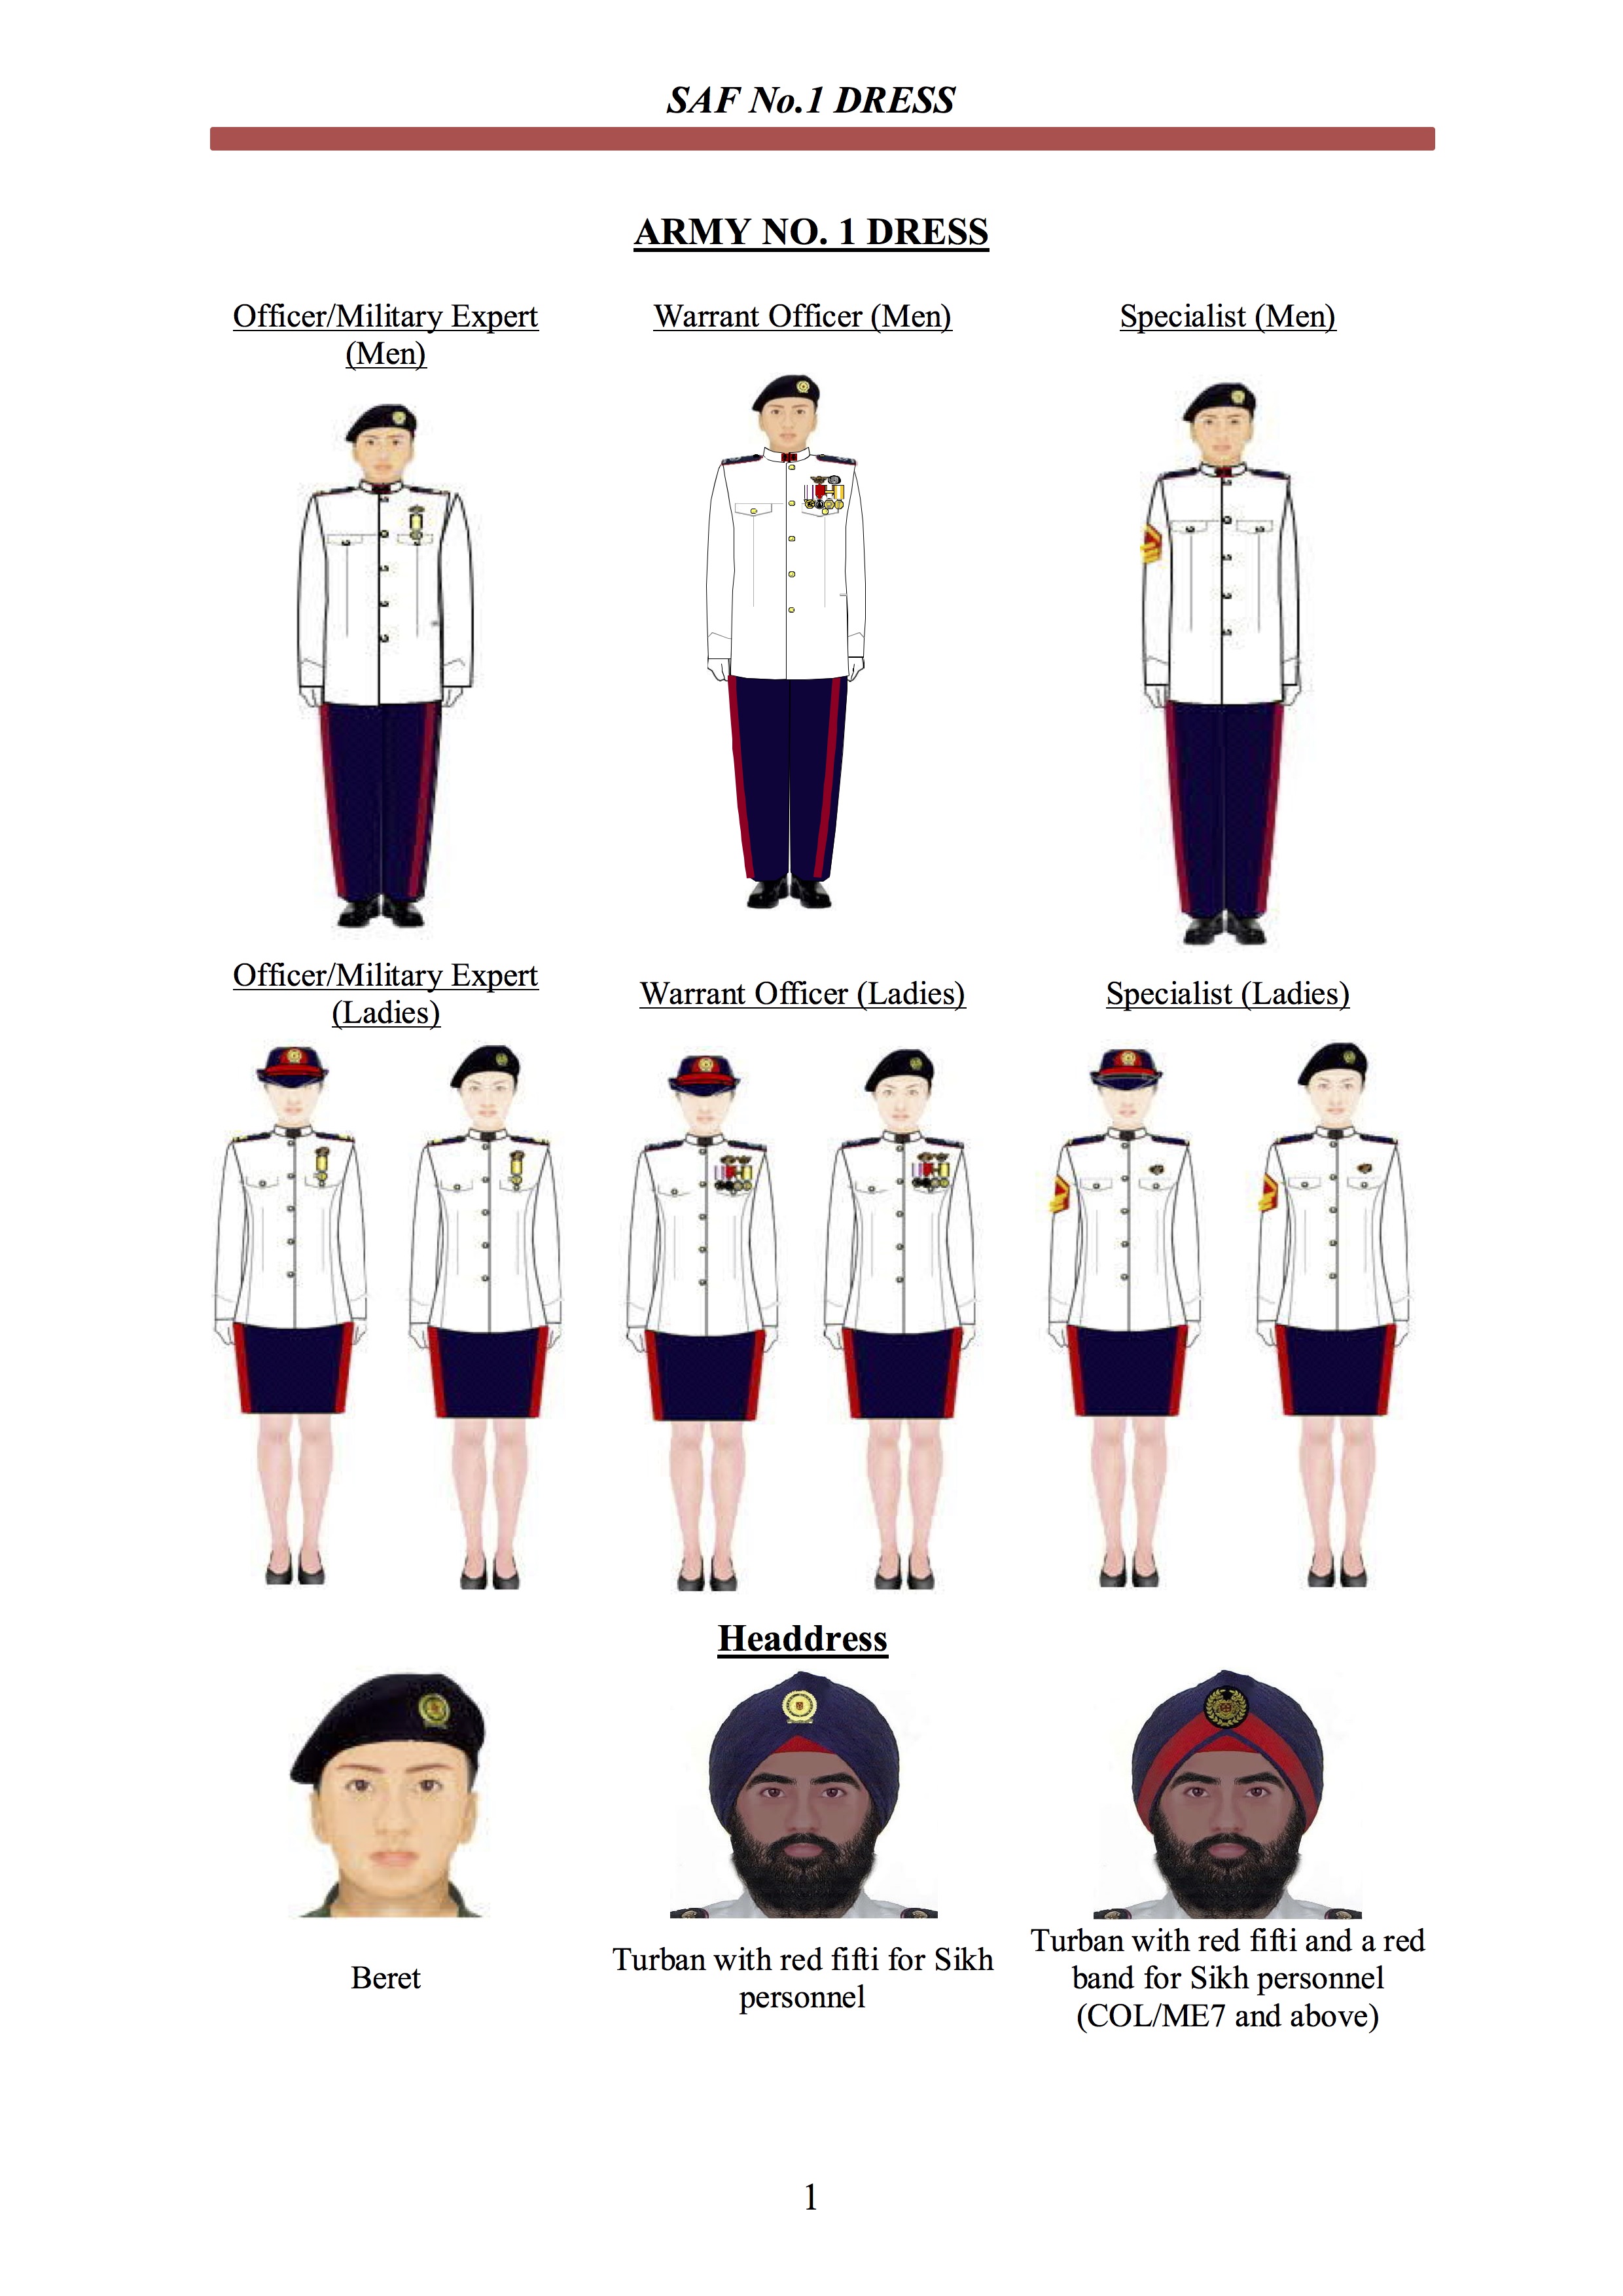 SAF No.1 DRESS
ARMY NO. 1 DRESS
Officer/Military Expert
(Men)
Warrant Officer (Men)
Specialist (Men)
Officer/Military Expert
(Ladies)
Warrant Officer (Ladies)
Specialist (Ladies)
Headdress
Beret
Turban with red fifti for Sikh
personnel
Turban with red fifti and a red
band for Sikh personnel
(COL/ME7 and above)
1